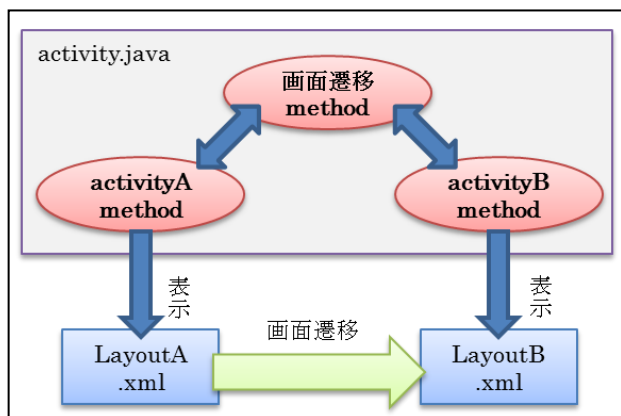 activity.java
画面遷移
method
activityA
method
activityB
method
表示
表示
画面遷移
LayoutA
.xml
LayoutB
.xml